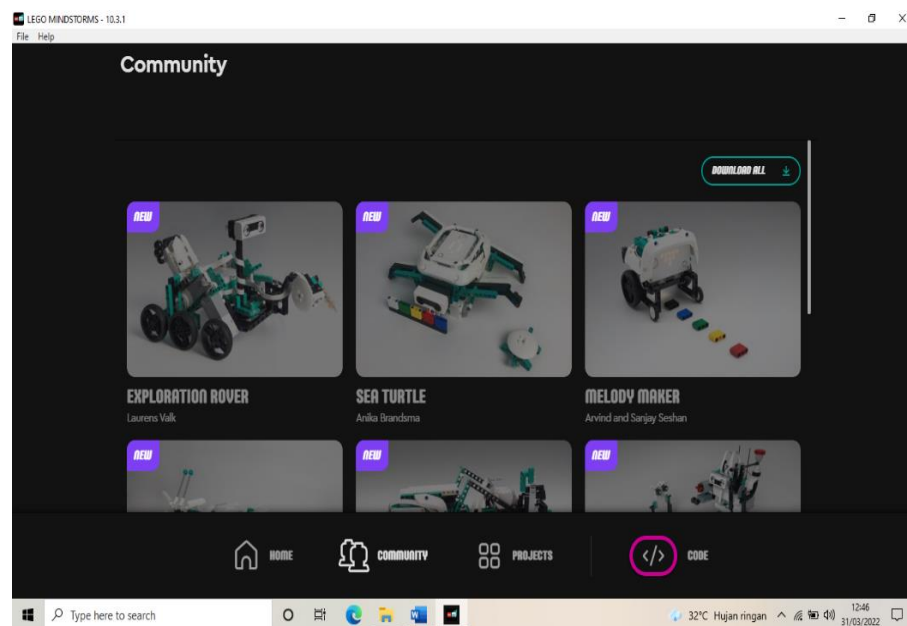 LEGO MINDSTORMS - 10.3.1
File Help
Community
DOWNLOAD ALL
NEW
NEW
NEW
EXPLORATION ROVER
SEA TURTLE
MELODY MAKER
Laurens Valk
Anika Brandsma
Arvind and Sanjay Seshan
NEW
NEW
NEW
HOME
COMMUNITY
PROJECTS
</> CODE
Type here to search
32°C Hujan ringan
12:46
31/03/2022